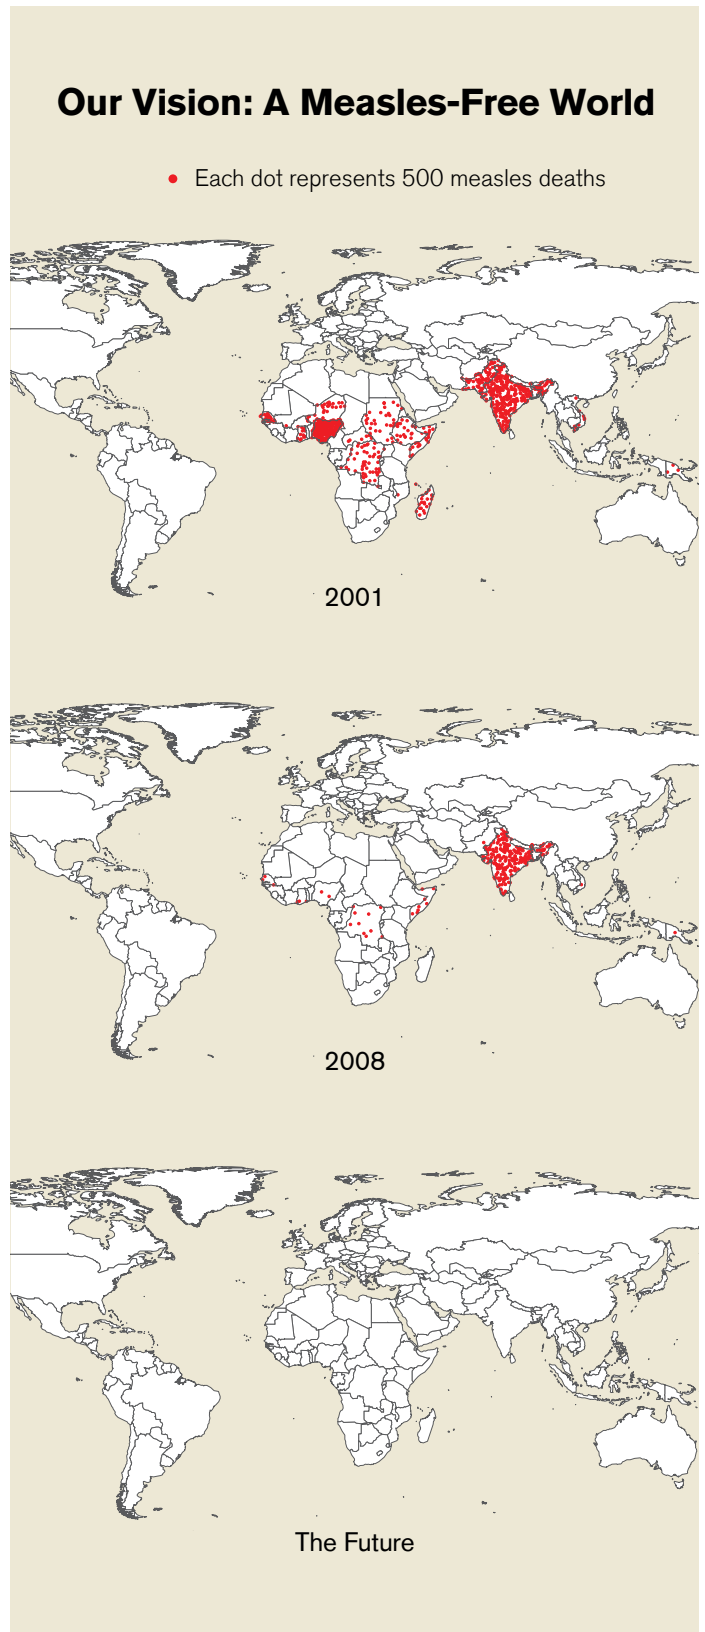 Our Vision: A Measles-Free World
Each dot represents 500 measles deaths
2001
2008
The Future